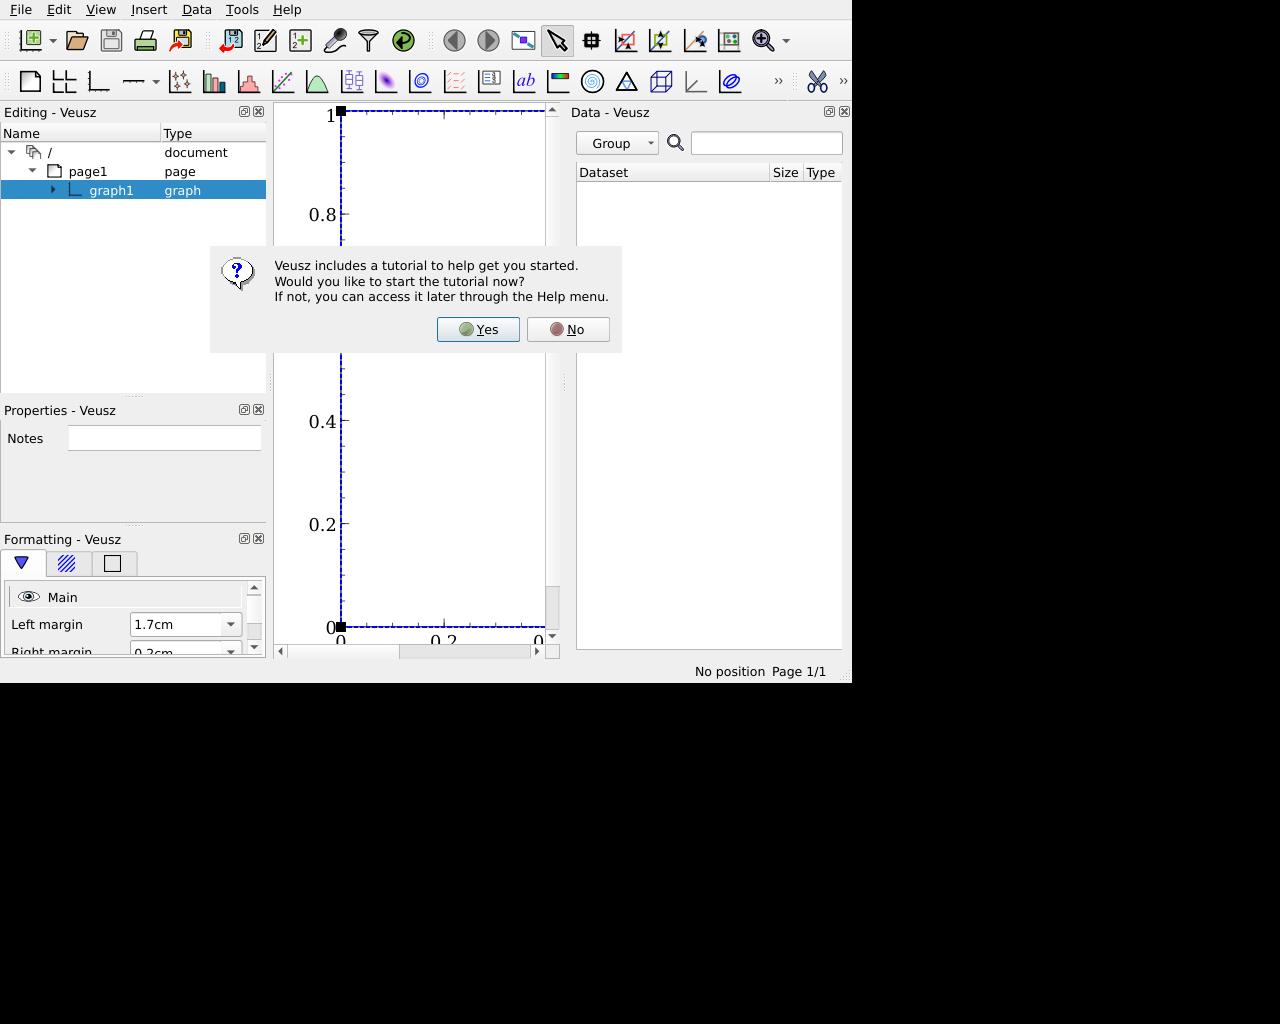 File Edit View Insert Data Tools Help
Editing - Veusz
Name Type
/ document
page1 page
graph1 graph
Properties - Veusz
Notes
Formatting - Veusz
Main
Left margin 1.7cm
Right margin 0.2cm
1
0.8
0.4
0.2
0
0 0.2 0
Veusz includes a tutorial to help get you started.
Would you like to start the tutorial now?
If not, you can access it later through the Help menu.
Yes No
ab
Data - Veusz
Group
Dataset Size Type
No position Page 1/1